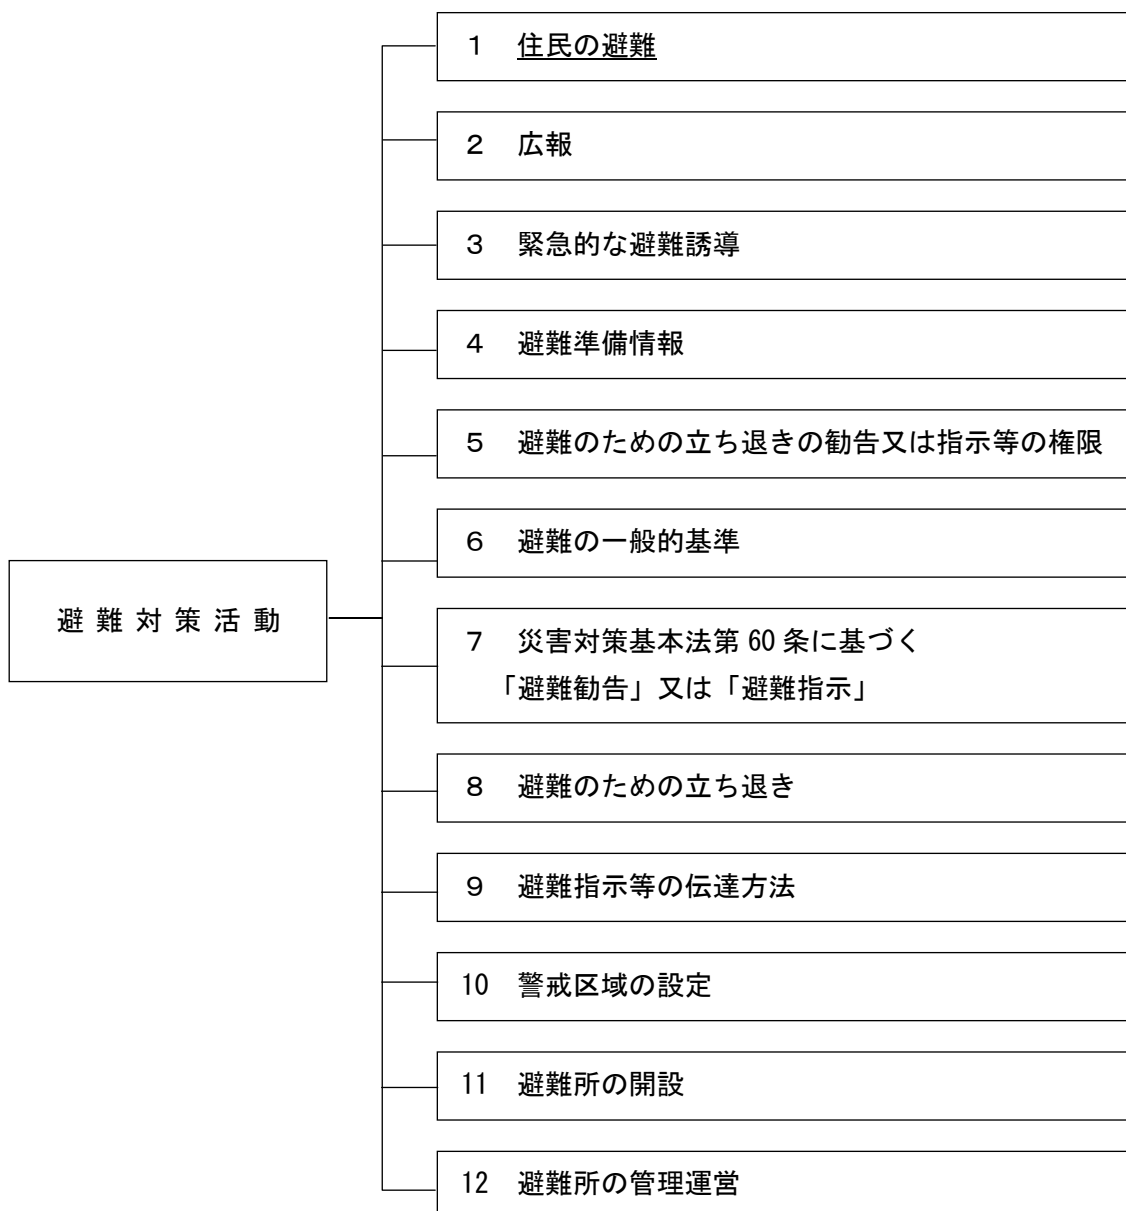 1 住民の避難
2 広報
3 緊急的な避難誘導
4 避難準備情報
5 避難のための立ち退きの勧告又は指示等の権限
6 避難の一般的基準
避難対策活動
7 災害対策基本法第 60 条に基づく
「避難勧告」又は「避難指示」
8 避難のための立ち退き
9 避難指示等の伝達方法
10 警戒区域の設定
11 避難所の開設
12 避難所の管理運営